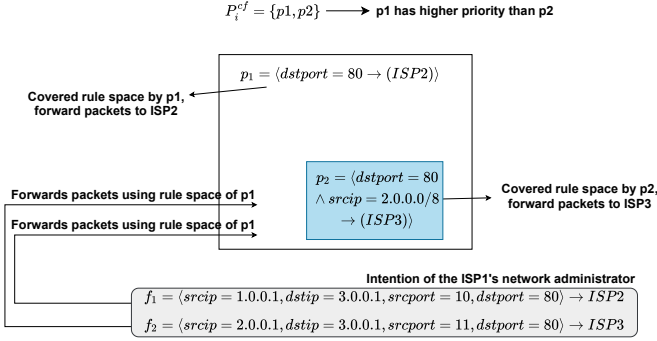 P_i^{cf} = {p1, p2} → p1 has higher priority than p2
p₁ = ⟨dstport = 80 → (ISP2)⟩
Covered rule space by p1,
forward packets to ISP2
p₂ = ⟨dstport = 80
∧ srcip = 2.0.0.0/8
→ (ISP3)⟩
Covered rule space by p2,
forward packets to ISP3
Forwards packets using rule space of p1
Forwards packets using rule space of p1
Intention of the ISP1's network administrator
f₁ = ⟨srcip = 1.0.0.1, dstip = 3.0.0.1, srcport = 10, dstport = 80⟩ → ISP2
f₂ = ⟨srcip = 2.0.0.1, dstip = 3.0.0.1, srcport = 11, dstport = 80⟩ → ISP3